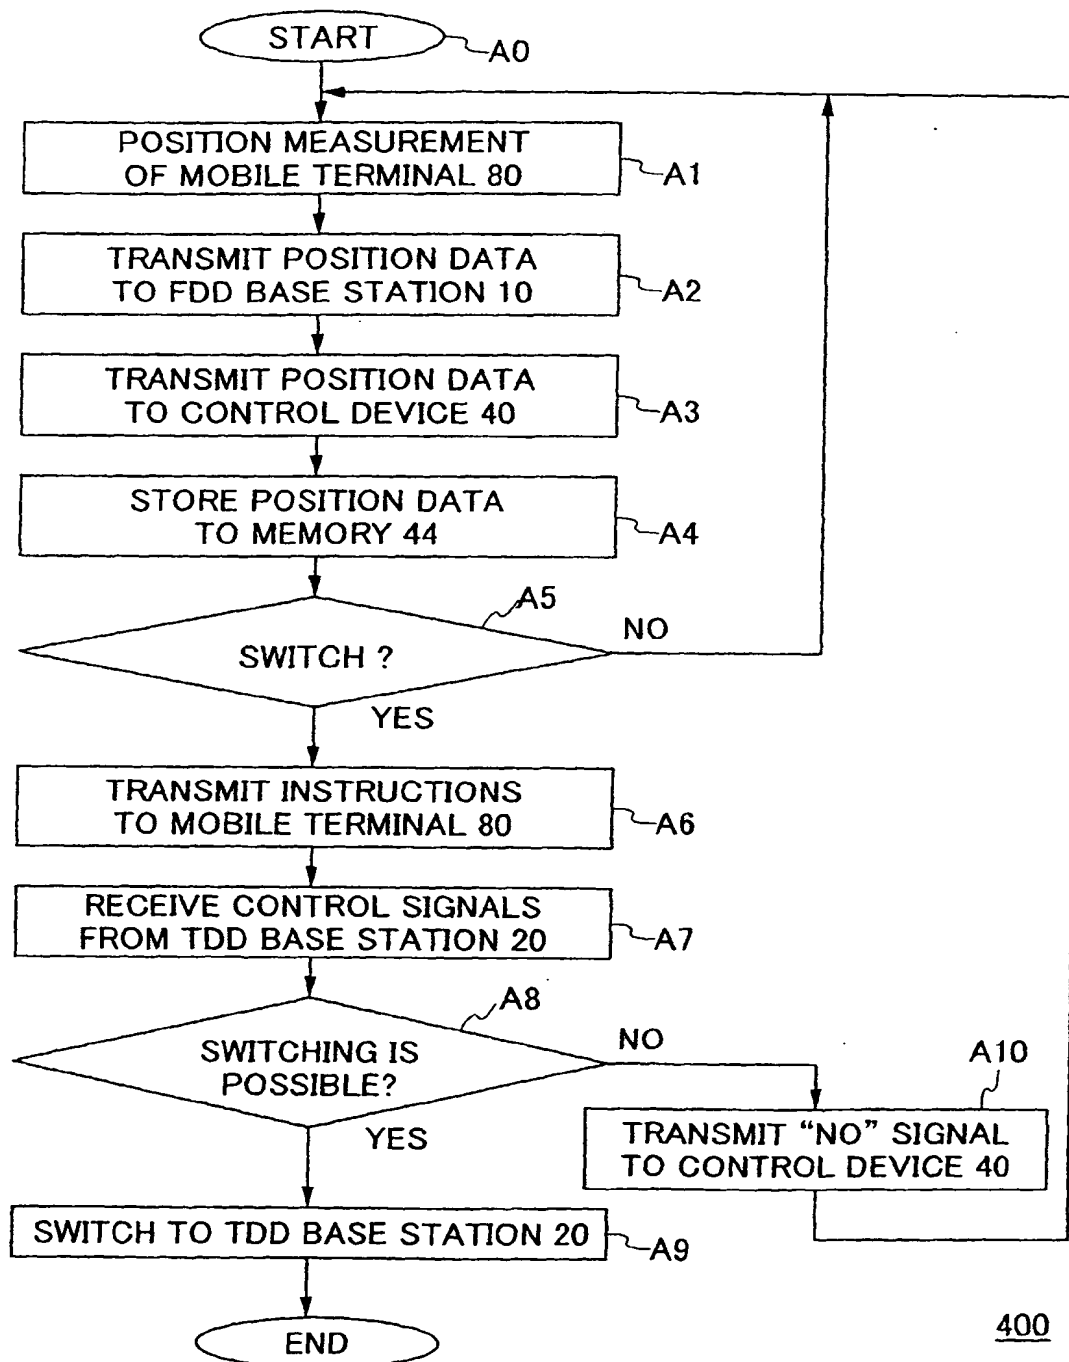 START
A0
POSITION MEASUREMENT
OF MOBILE TERMINAL 80
A1
TRANSMIT POSITION DATA
TO FDD BASE STATION 10
A2
TRANSMIT POSITION DATA
TO CONTROL DEVICE 40
A3
STORE POSITION DATA
TO MEMORY 44
A4
A5
SWITCH ?
NO
YES
TRANSMIT INSTRUCTIONS
TO MOBILE TERMINAL 80
A6
RECEIVE CONTROL SIGNALS
FROM TDD BASE STATION 20
A7
A8
SWITCHING IS
POSSIBLE?
NO
YES
A10
TRANSMIT “NO” SIGNAL
TO CONTROL DEVICE 40
SWITCH TO TDD BASE STATION 20
A9
END
400